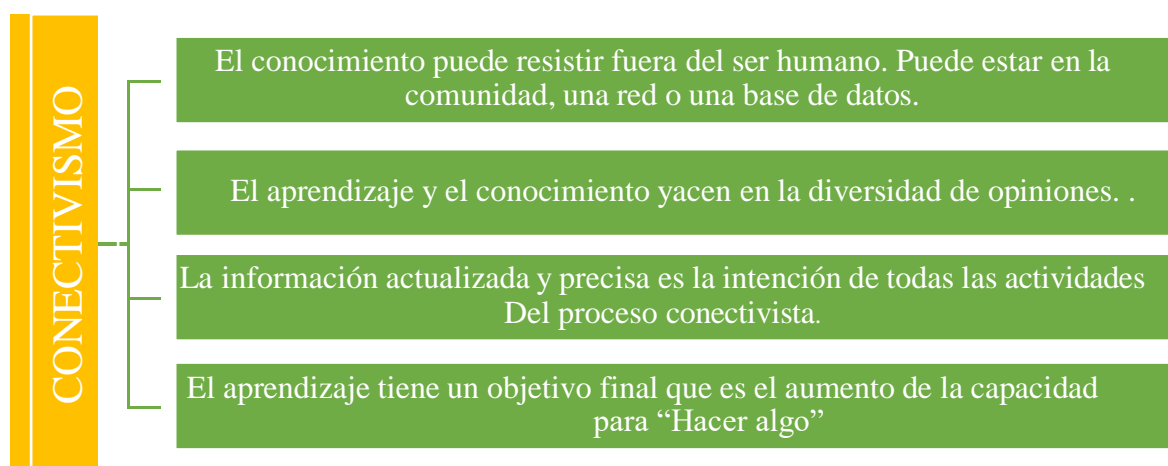 CONECTIVISMO
El conocimiento puede resistir fuera del ser humano. Puede estar en la
comunidad, una red o una base de datos.
El aprendizaje y el conocimiento yacen en la diversidad de opiniones. .
La información actualizada y precisa es la intención de todas las actividades
Del proceso conectivista.
El aprendizaje tiene un objetivo final que es el aumento de la capacidad
para “Hacer algo”